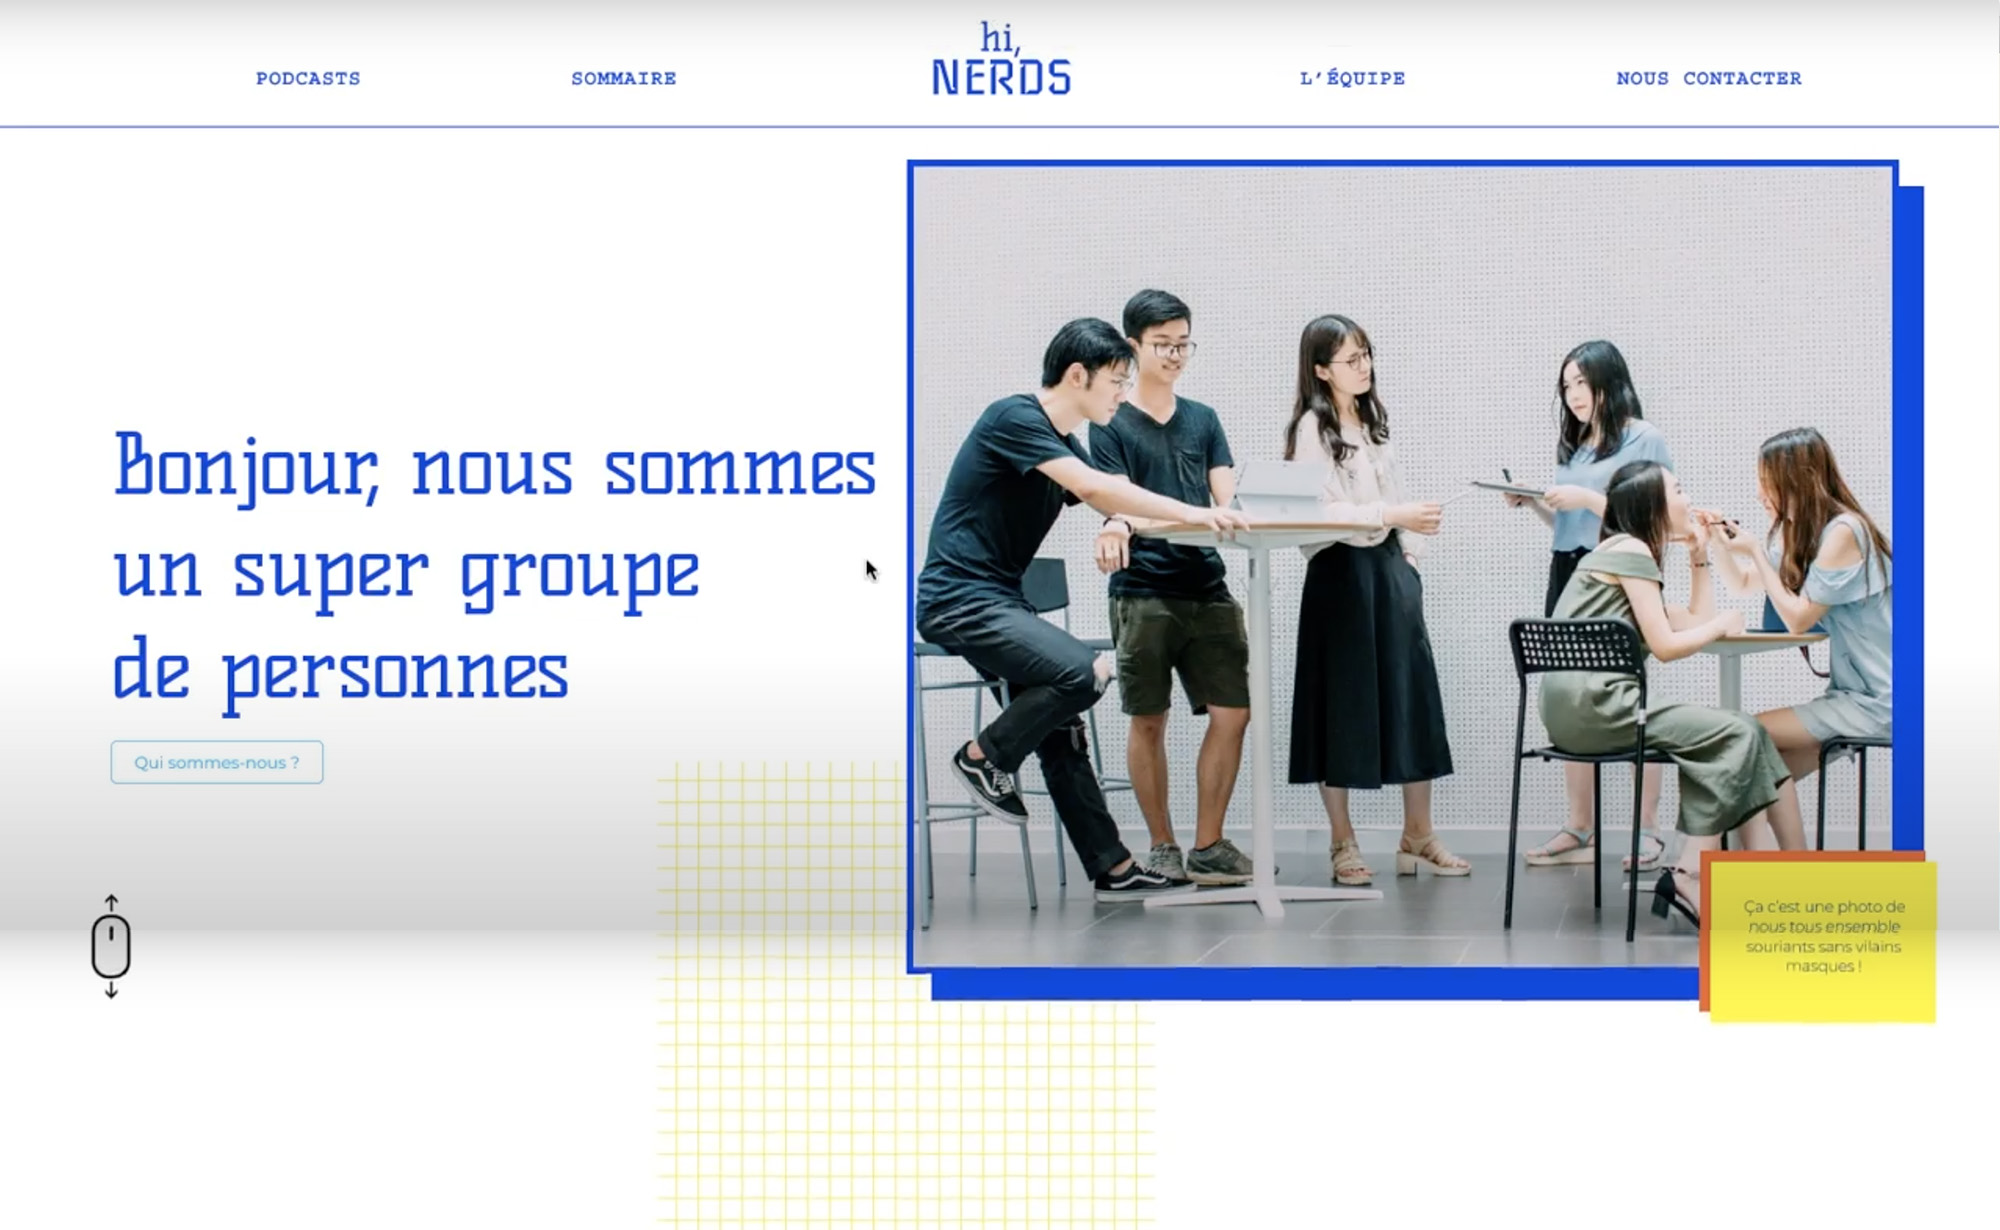 PODCASTS
SOMMAIRE
hi,
NERDS
L'ÉQUIPE
NOUS CONTACTER
Bonjour, nous sommes
un super groupe
de personnes
Qui sommes-nous ?
Ça c'est une photo de
nous tous ensemble
souriants sans vilains
masques !